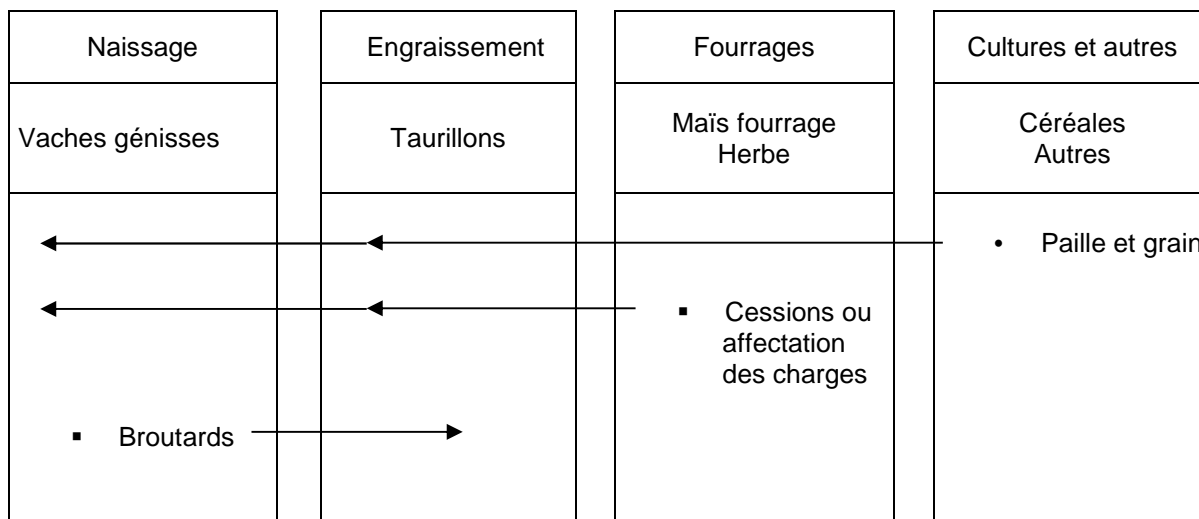 Naissage
Engraissement
Fourrages
Cultures et autres
Vaches génisses
Taurillons
Maïs fourrage
Herbe
Céréales
Autres
• Paille et grain
▪ Cessions ou
affectation
des charges
▪ Broutards